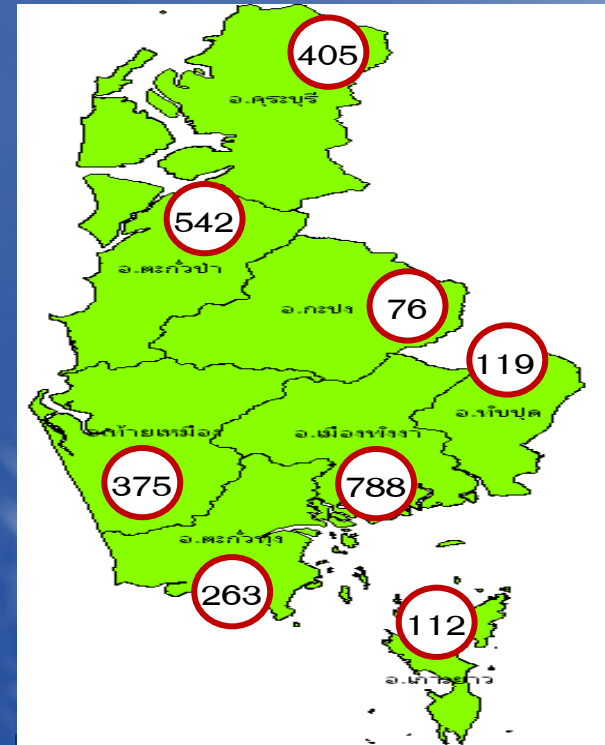 405
อ.คุระบุรี
542
อ.ตะกั่วป่า
อ.กะปง
76
119
อ.ทับปุด
อ.ท้ายเหมือง
อ.เมืองพังงา
375
788
อ.ตะกั่วทุ่ง
263
112
อ.เกาะยาว